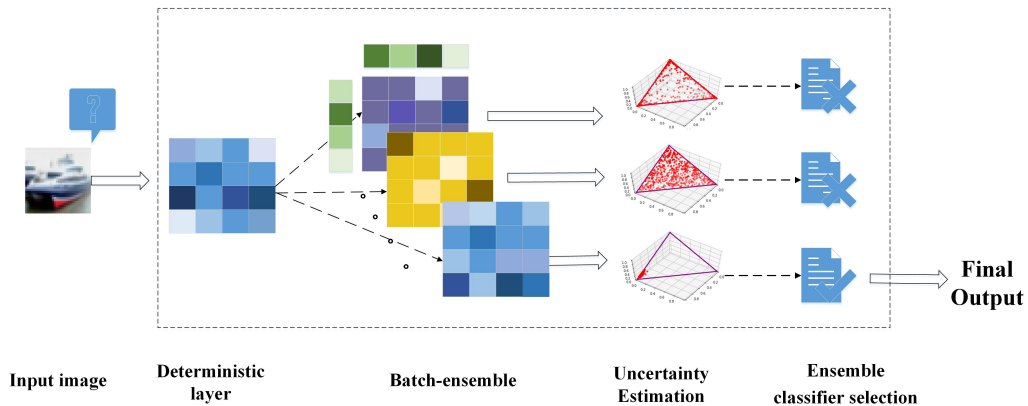 ?
Final
Output
Input image
Deterministic
layer
Batch-ensemble
Uncertainty
Estimation
Ensemble
classifier selection